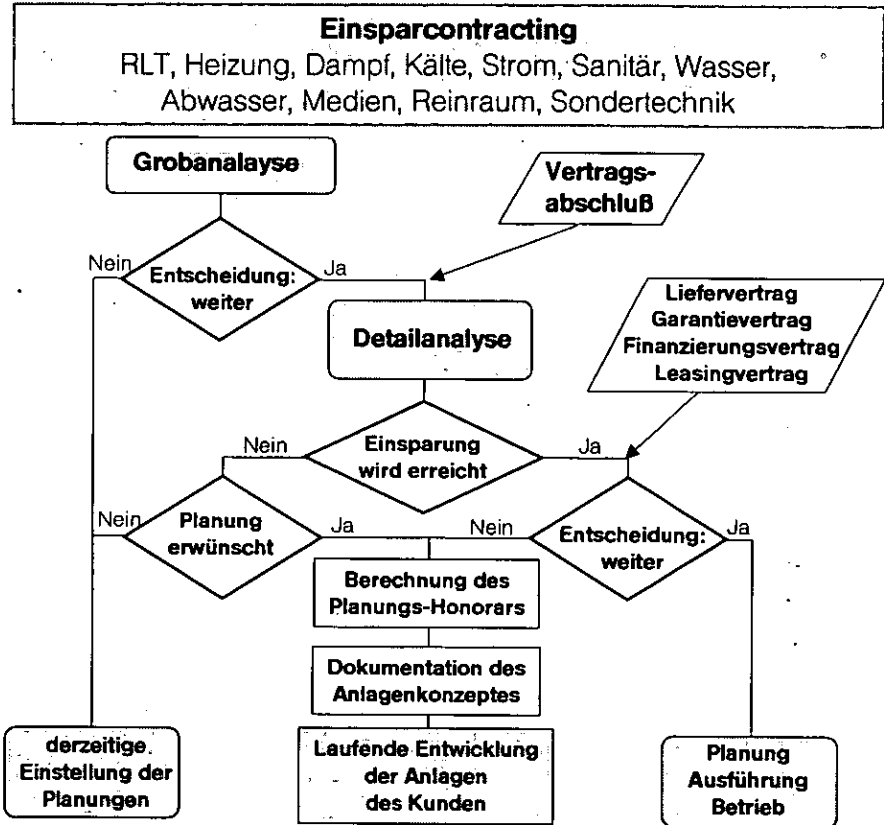 Einsparcontracting
RLT, Heizung, Dampf, Kälte, Strom, Sanitär, Wasser,
Abwasser, Medien, Reinraum, Sondertechnik
Grobanalayse
Vertrags-
abschluß
Nein
Entscheidung:
weiter
Ja
Liefervertrag
Garantievertrag
Finanzierungsvertrag
Leasingvertrag
Detailanalyse
Nein
Einsparung
wird erreicht
Ja
Nein
Planung
erwünscht
Ja
Nein
Entscheidung:
weiter
Ja
Berechnung des
Planungs-Honorars
Dokumentation des
Anlagenkonzeptes
derzeitige
Einstellung der
Planungen
Laufende Entwicklung
der Anlagen
des Kunden
Planung
Ausführung
Betrieb